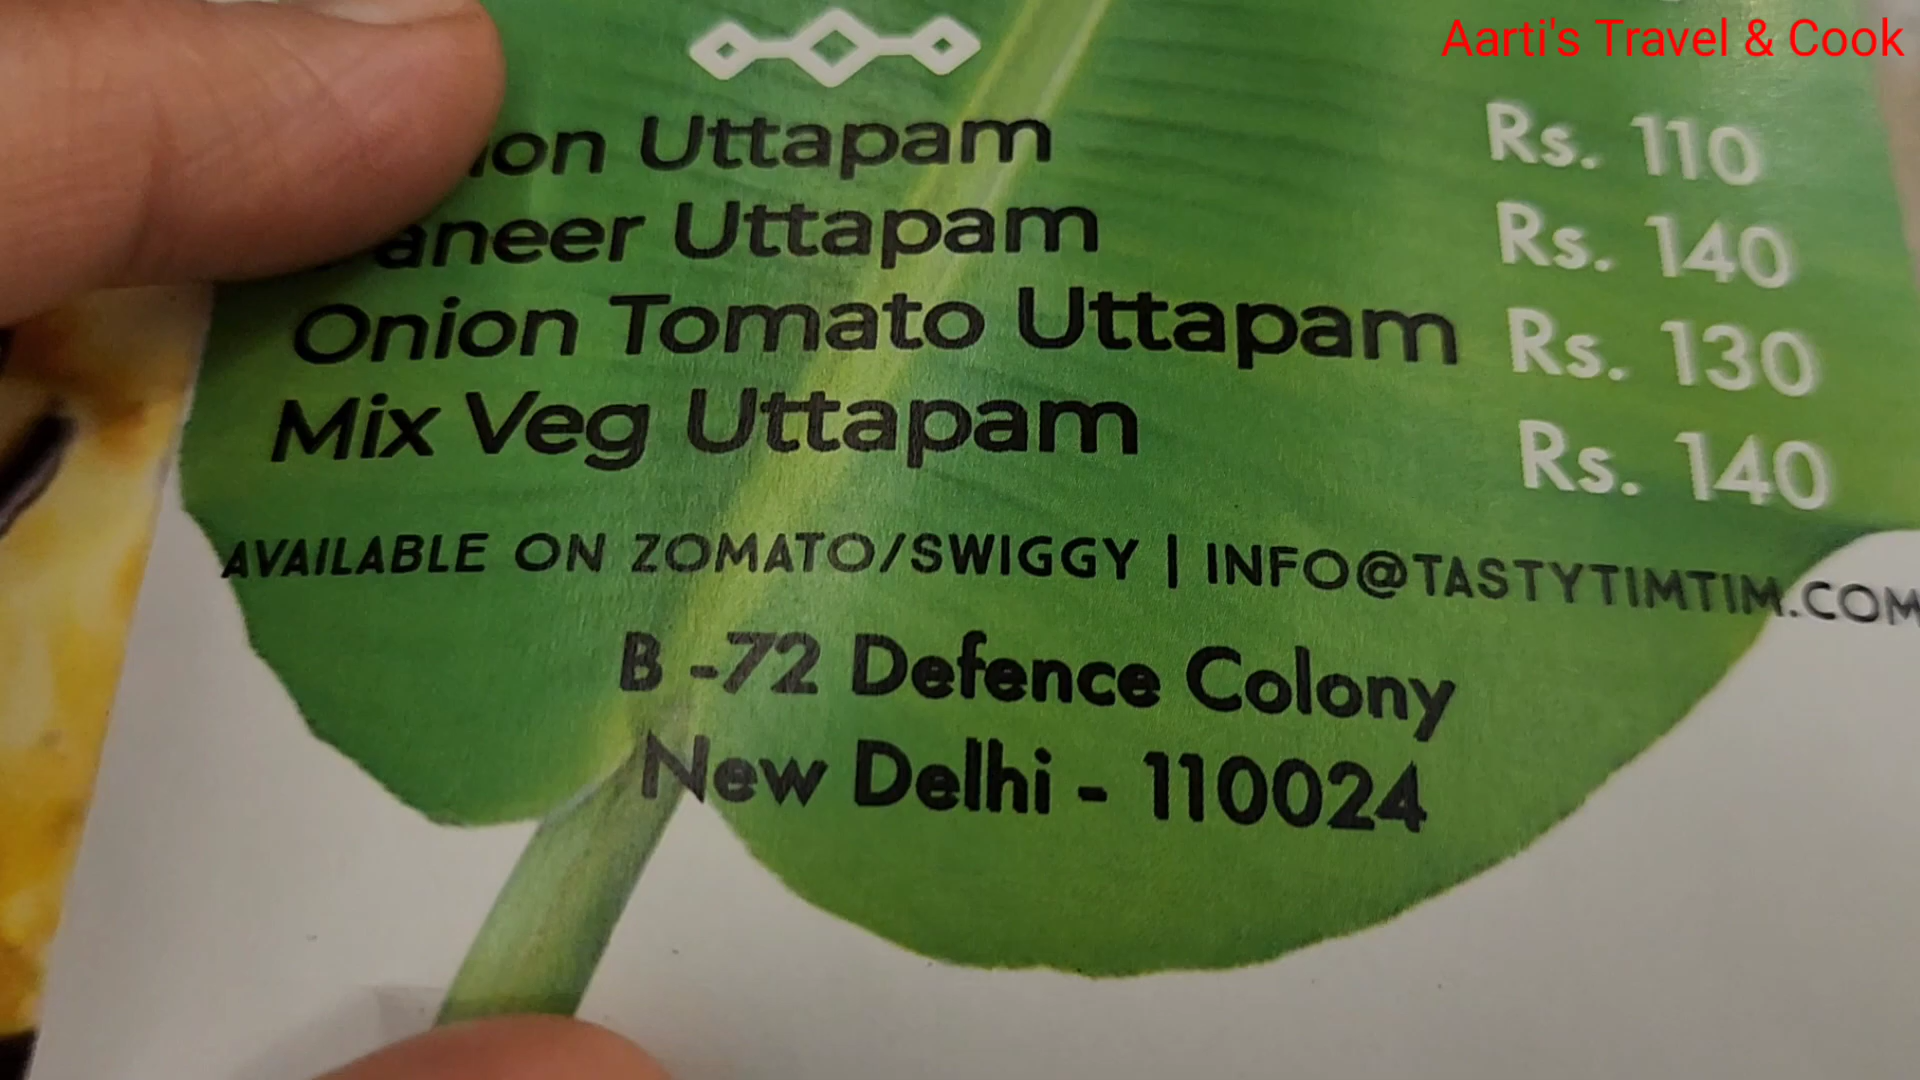 Aarti's Travel & Cook
ion Uttapam Rs. 110
aneer Uttapam Rs. 140
Onion Tomato Uttapam Rs. 130
Mix Veg Uttapam Rs. 140
AVAILABLE ON ZOMATO/SWIGGY | INFO@TASTYTIMTIM.COM
B -72 Defence Colony
New Delhi - 110024